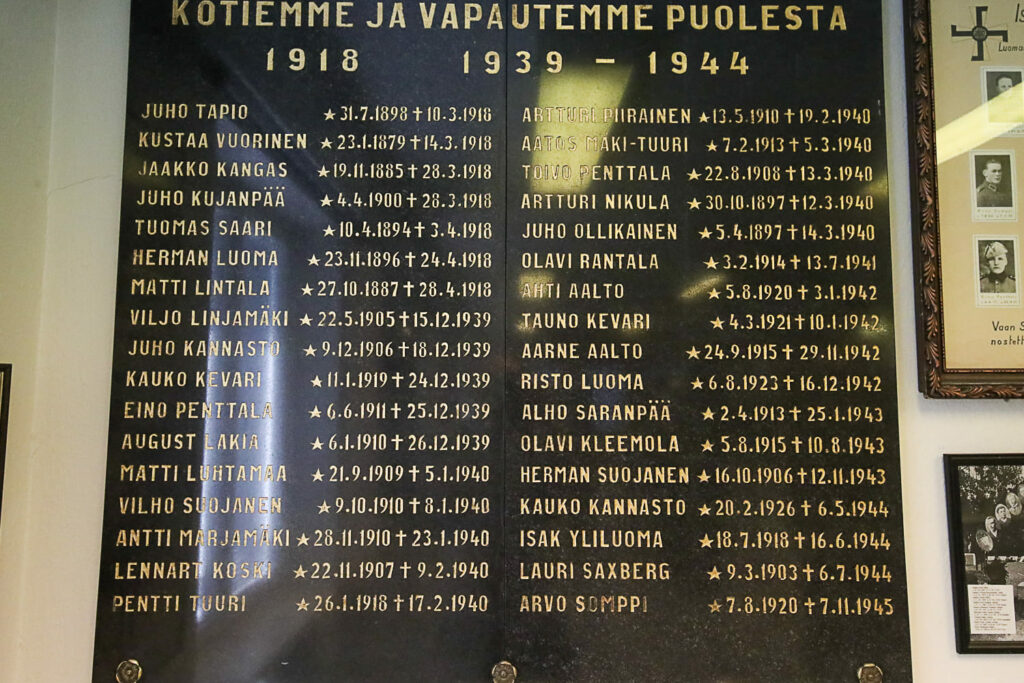 KOTIEMME JA VAPAUTEMME PUOLESTA
1918 1939 – 1944
JUHO TAPIO ★ 31.7.1898 † 10.3.1918
KUSTAA VUORINEN ★ 23.1.1879 † 14.3.1918
JAAKKO KANGAS ★ 19.11.1885 † 28.3.1918
JUHO KUJANPÄÄ ★ 4.4.1900 † 28.3.1918
TUOMAS SAARI ★ 10.4.1894 † 3.4.1918
HERMAN LUOMA ★ 23.11.1896 † 24.4.1918
MATTI LINTALA ★ 27.10.1887 † 28.4.1918
VILJO LINJAMÄKI ★ 22.5.1905 † 15.12.1939
JUHO KANNASTO ★ 9.12.1906 † 18.12.1939
KAUKO KEVARI ★ 11.1.1919 † 24.12.1939
EINO PENTTALA ★ 6.6.1911 † 25.12.1939
AUGUST LAKIA ★ 6.1.1910 † 26.12.1939
MATTI LUHTAMAA ★ 21.9.1909 † 5.1.1940
VILHO SUOJANEN ★ 9.10.1910 † 8.1.1940
ANTTI MARJAMÄKI ★ 28.11.1910 † 23.1.1940
LENNART KOSKI ★ 22.11.1907 † 9.2.1940
PENTTI TUURI ★ 26.1.1918 † 17.2.1940
ARTTURI PIIRAINEN ★ 13.5.1910 † 19.2.1940
AATOS MÄKI-TUURI ★ 7.2.1913 † 5.3.1940
TOIVO PENTTALA ★ 22.8.1908 † 13.3.1940
ARTTURI NIKULA ★ 30.10.1897 † 12.3.1940
JUHO OLLIKAINEN ★ 5.4.1897 † 14.3.1940
OLAVI RANTALA ★ 3.2.1914 † 13.7.1941
AHTI AALTO ★ 5.8.1920 † 3.1.1942
TAUNO KEVARI ★ 4.3.1921 † 10.1.1942
AARNE AALTO ★ 24.9.1915 † 29.11.1942
RISTO LUOMA ★ 6.8.1923 † 16.12.1942
ALHO SARANPÄÄ ★ 2.4.1913 † 25.1.1943
OLAVI KLEEMOLA ★ 5.8.1915 † 10.8.1943
HERMAN SUOJANEN ★ 16.10.1906 † 12.11.1943
KAUKO KANNASTO ★ 20.2.1926 † 6.5.1944
ISAK YLILUOMA ★ 18.7.1918 † 16.6.1944
LAURI SAXBERG ★ 9.3.1903 † 6.7.1944
ARVO SOMPPI ★ 7.8.1920 † 7.11.1945
Vaan
nostett